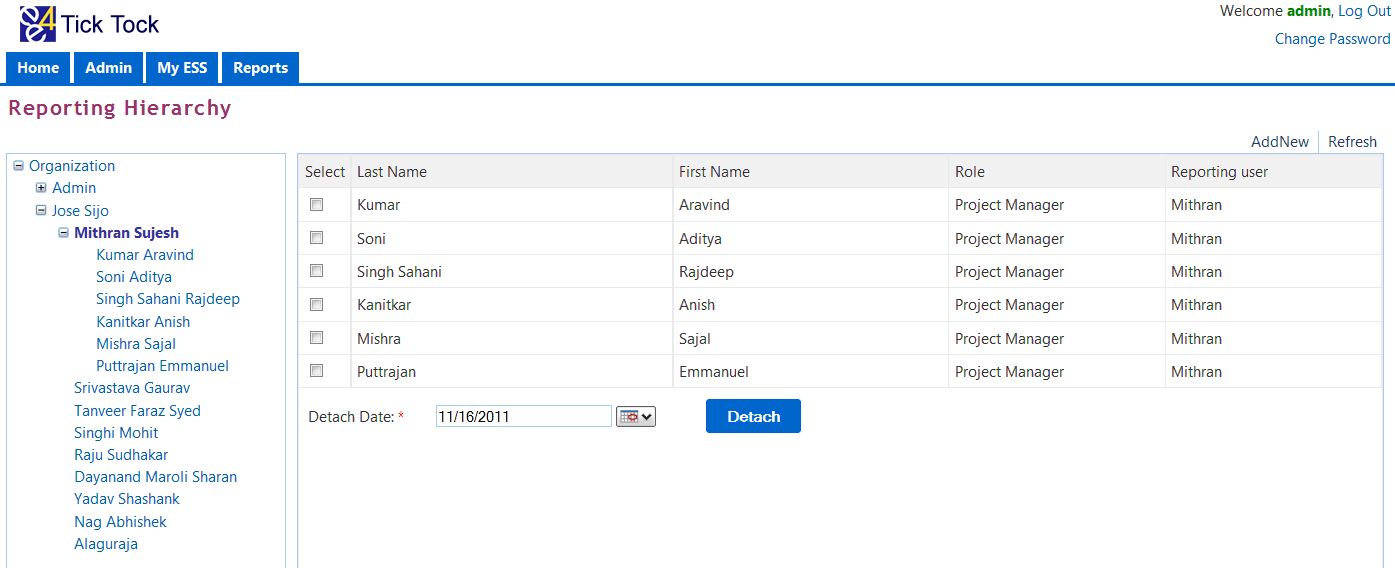 Tick Tock
Welcome admin, Log Out
Change Password
Home Admin My ESS Reports
Reporting Hierarchy
AddNew Refresh
Organization
Admin
Jose Sijo
Mithran Sujesh
Kumar Aravind
Soni Aditya
Singh Sahani Rajdeep
Kanitkar Anish
Mishra Sajal
Puttrajan Emmanuel
Srivastava Gaurav
Tanveer Faraz Syed
Singhi Mohit
Raju Sudhakar
Dayanand Maroli Sharan
Yadav Shashank
Nag Abhishek
Alaguraja
Select Last Name First Name Role Reporting user
Kumar Aravind Project Manager Mithran
Soni Aditya Project Manager Mithran
Singh Sahani Rajdeep Project Manager Mithran
Kanitkar Anish Project Manager Mithran
Mishra Sajal Project Manager Mithran
Puttrajan Emmanuel Project Manager Mithran
Detach Date: * 11/16/2011 Detach